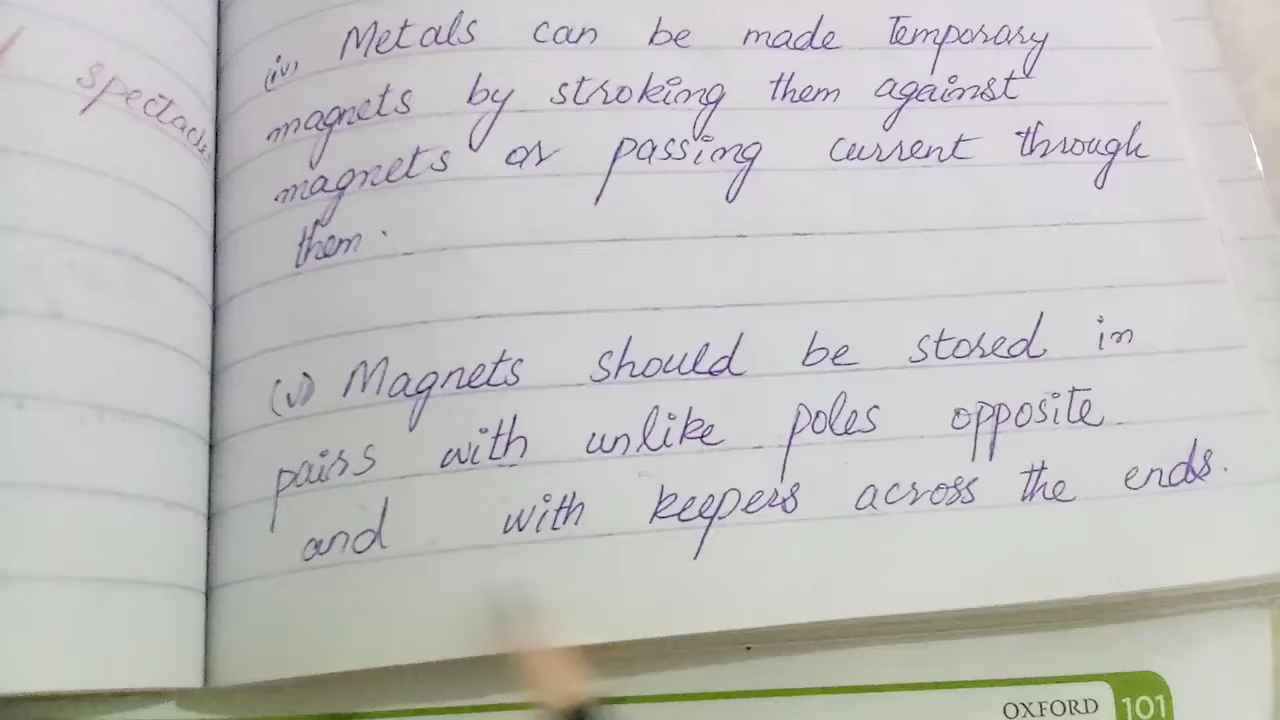 spectacle
(iv) Metals can be made Temporary
magnets by stroking them against
magnets or passing current through
them.
(v) Magnets should be stored in
pairs with unlike poles opposite
and with keepers across the ends.
OXFORD 101